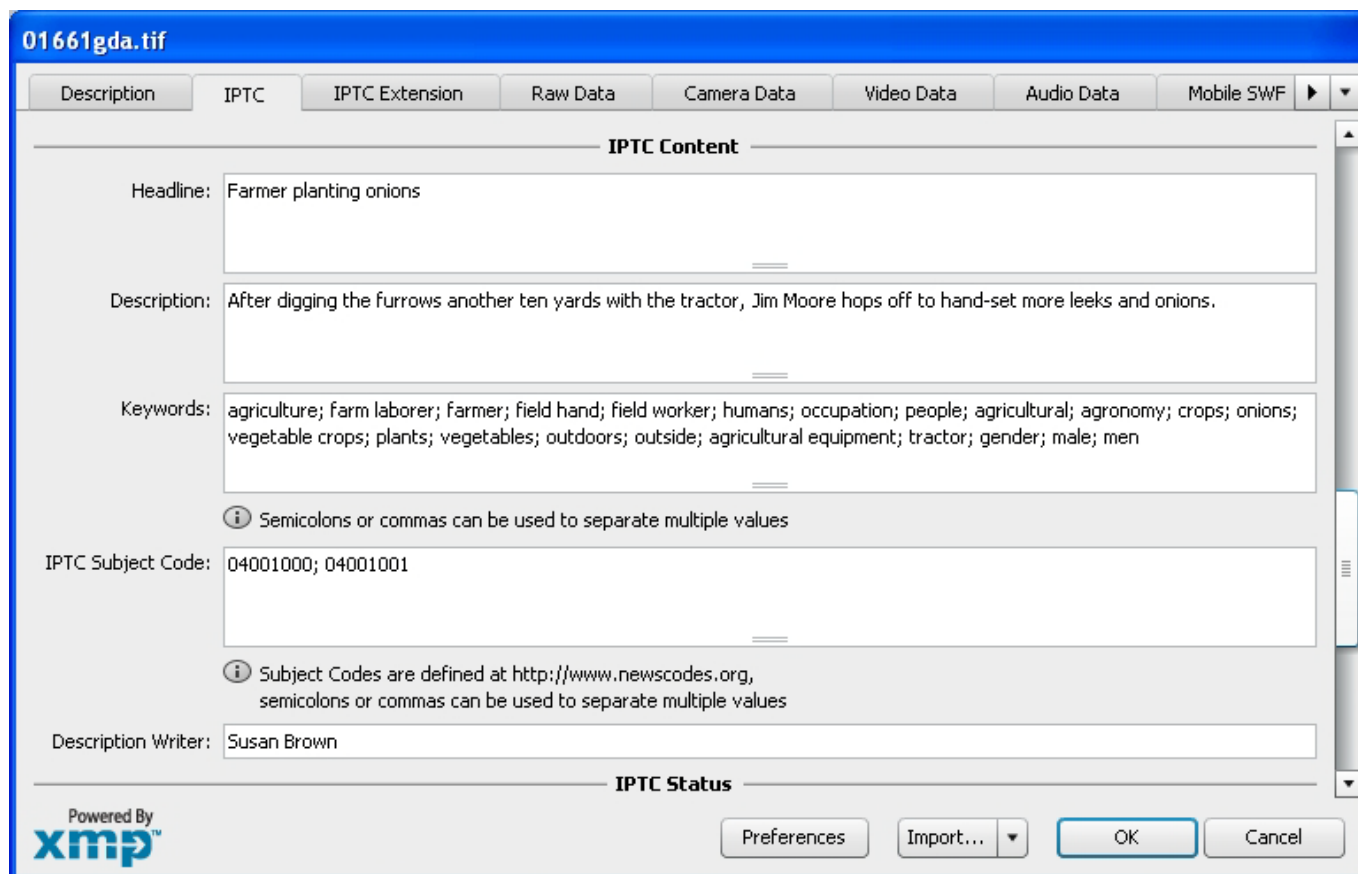 01661gda.tif
Description IPTC IPTC Extension Raw Data Camera Data Video Data Audio Data Mobile SWF
IPTC Content
Headline: Farmer planting onions
Description: After digging the furrows another ten yards with the tractor, Jim Moore hops off to hand-set more leeks and onions.
Keywords: agriculture; farm laborer; farmer; field hand; field worker; humans; occupation; people; agricultural; agronomy; crops; onions;
vegetable crops; plants; vegetables; outdoors; outside; agricultural equipment; tractor; gender; male; men
Semicolons or commas can be used to separate multiple values
IPTC Subject Code: 04001000; 04001001
Subject Codes are defined at http://www.newscodes.org,
semicolons or commas can be used to separate multiple values
Description Writer: Susan Brown
IPTC Status
Powered By
xmp™
Preferences Import... OK Cancel